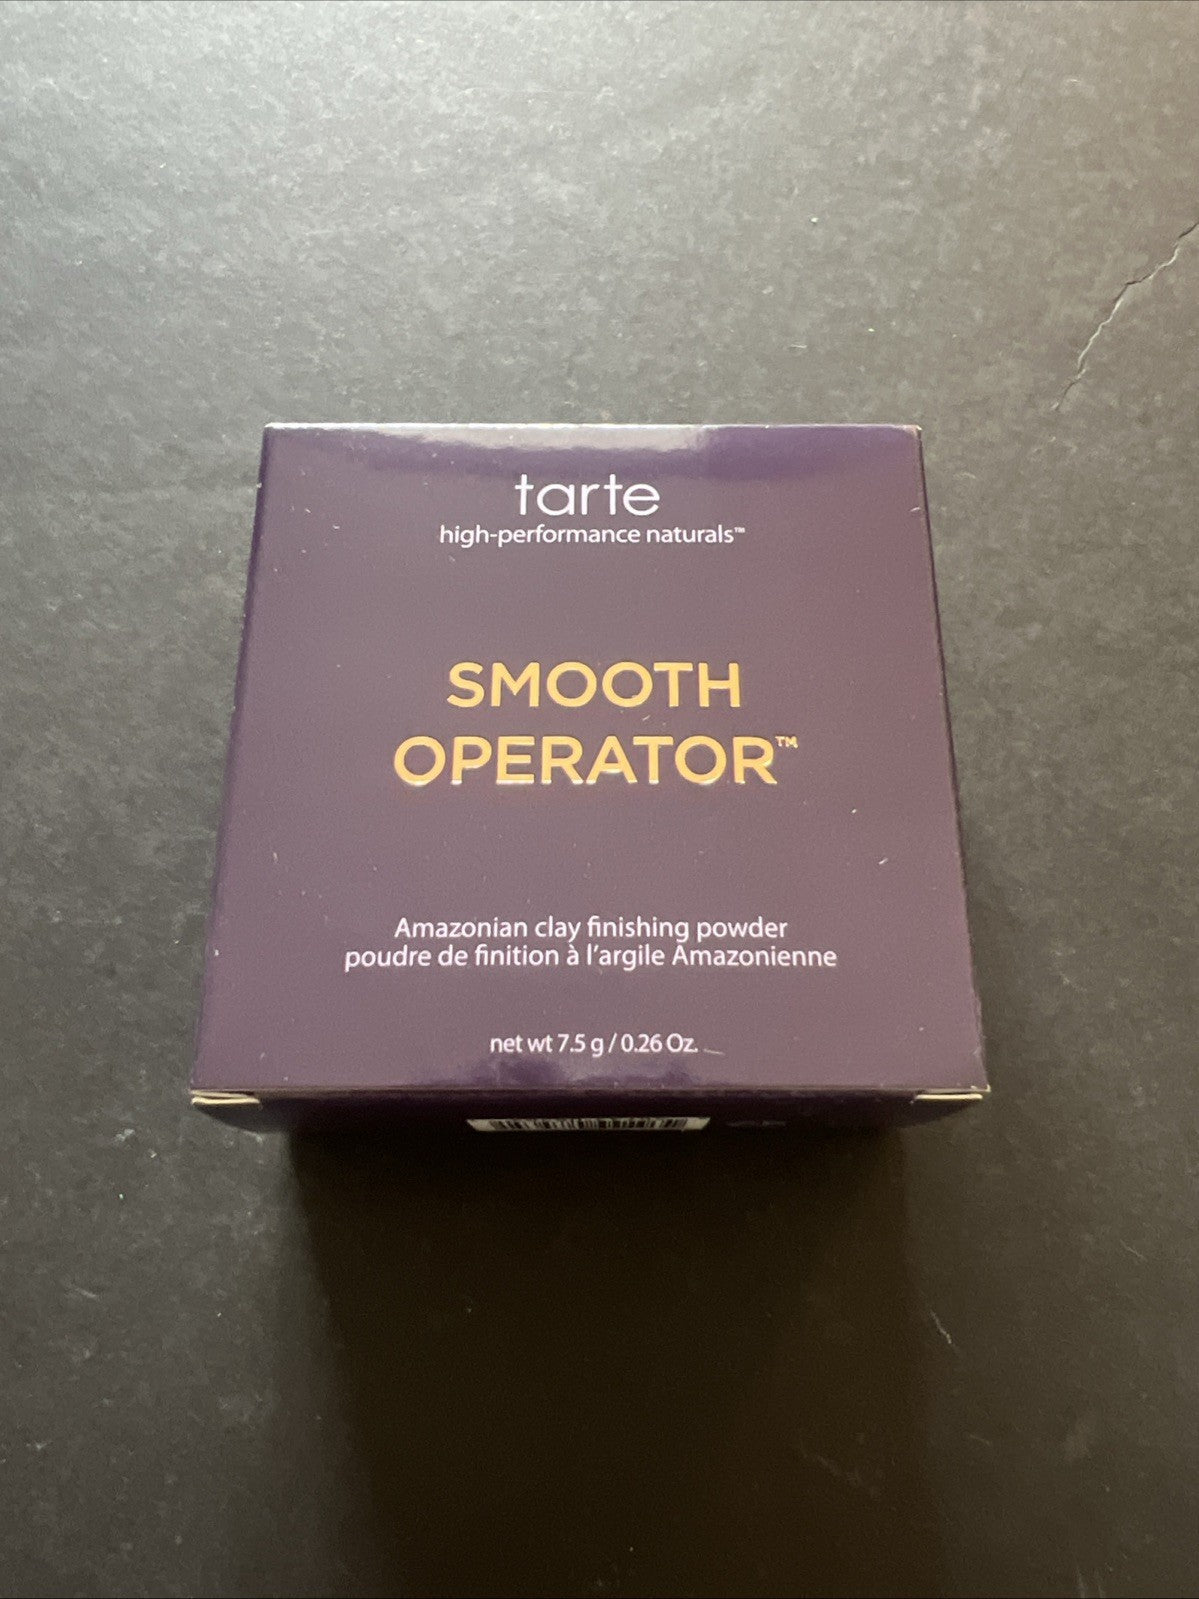 tarte
high-performance naturals™
SMOOTH
OPERATOR™
Amazonian clay finishing powder
poudre de finition à l'argile Amazonienne
net wt 7.5 g / 0.26 Oz.